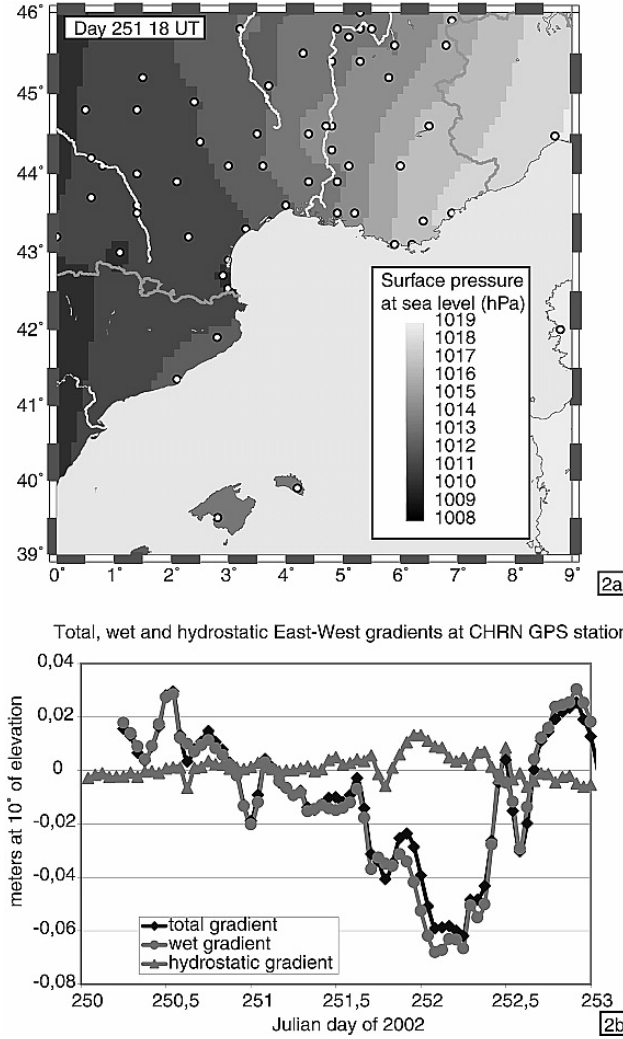 46˚
Day 251 18 UT
45˚
44˚
43˚
42˚
41˚
40˚
39˚
Surface pressure
at sea level (hPa)
1019
1018
1017
1016
1015
1014
1013
1012
1011
1010
1009
1008
0˚ 1˚ 2˚ 3˚ 4˚ 5˚ 6˚ 7˚ 8˚ 9˚
2a
Total, wet and hydrostatic East-West gradients at CHRN GPS station
meters at 10˚ of elevation
0,04
0,02
0
-0,02
-0,04
-0,06
-0,08
total gradient
wet gradient
hydrostatic gradient
250 250,5 251 251,5 252 252,5 253
Julian day of 2002
2b